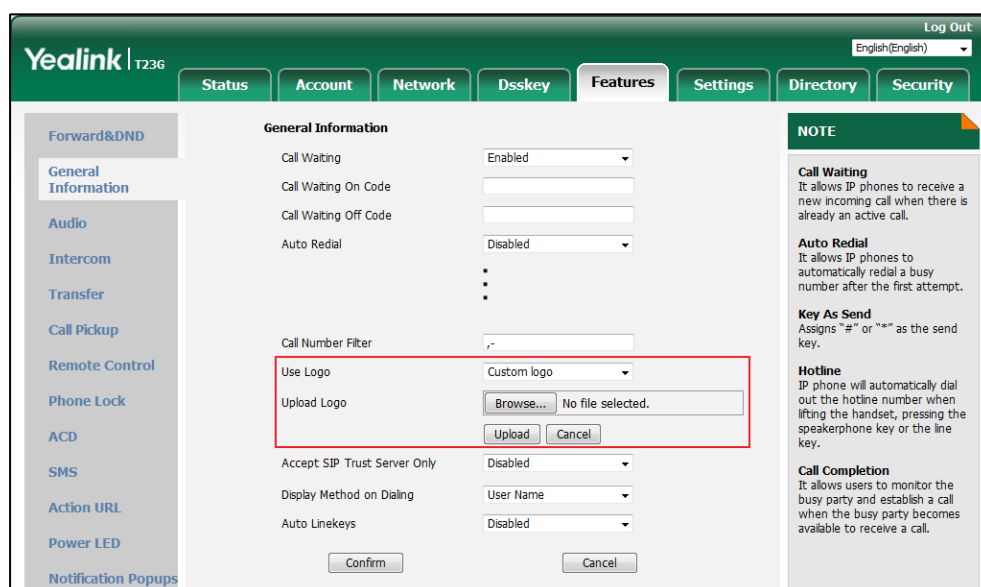 Log Out
English(English)
Yealink T23G
Status Account Network Dsskey Features Settings Directory Security
Forward&DND
General
Information
Audio
Intercom
Transfer
Call Pickup
Remote Control
Phone Lock
ACD
SMS
Action URL
Power LED
Notification Popups
General Information
Call Waiting Enabled
Call Waiting On Code
Call Waiting Off Code
Auto Redial Disabled
Call Number Filter ,-
Use Logo Custom logo
Upload Logo Browse... No file selected.
Upload Cancel
Accept SIP Trust Server Only Disabled
Display Method on Dialing User Name
Auto Linekeys Disabled
Confirm Cancel
NOTE
Call Waiting
It allows IP phones to receive a
new incoming call when there is
already an active call.
Auto Redial
It allows IP phones to
automatically redial a busy
number after the first attempt.
Key As Send
Assigns "#" or "*" as the send
key.
Hotline
IP phone will automatically dial
out the hotline number when
lifting the handset, pressing the
speakerphone key or the line
key.
Call Completion
It allows users to monitor the
busy party and establish a call
when the busy party becomes
available to receive a call.